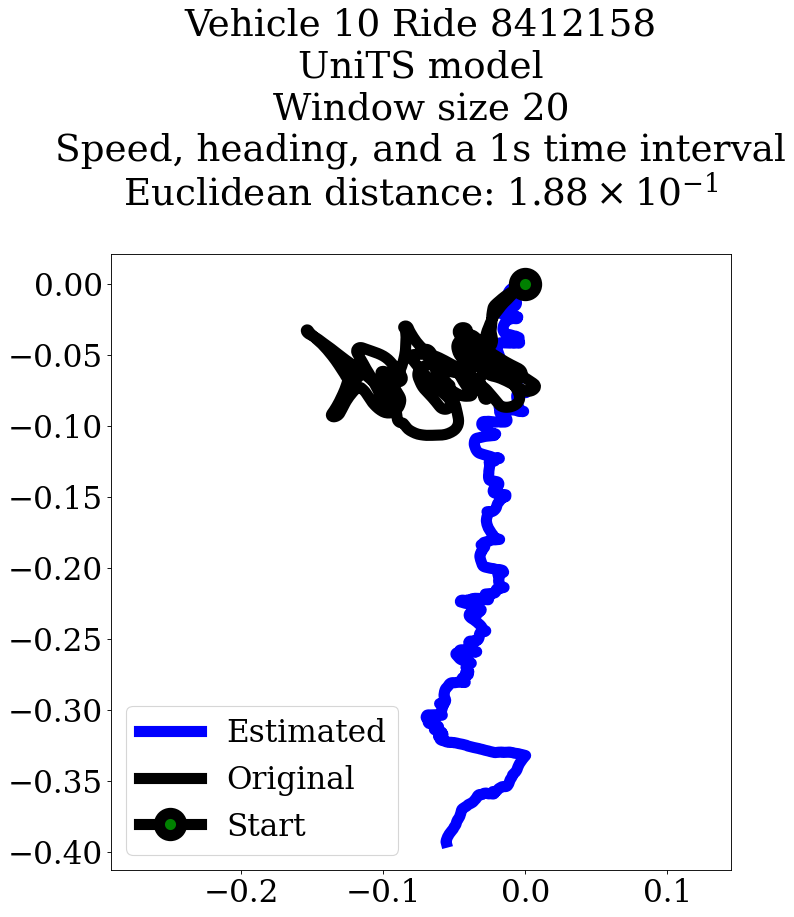 Vehicle 10 Ride 8412158
UniTS model
Window size 20
Speed, heading, and a 1s time interval
Euclidean distance: 1.88 × 10⁻¹
0.00
−0.05
−0.10
−0.15
−0.20
−0.25
−0.30
−0.35
−0.40
Estimated
Original
Start
−0.2
−0.1
0.0
0.1